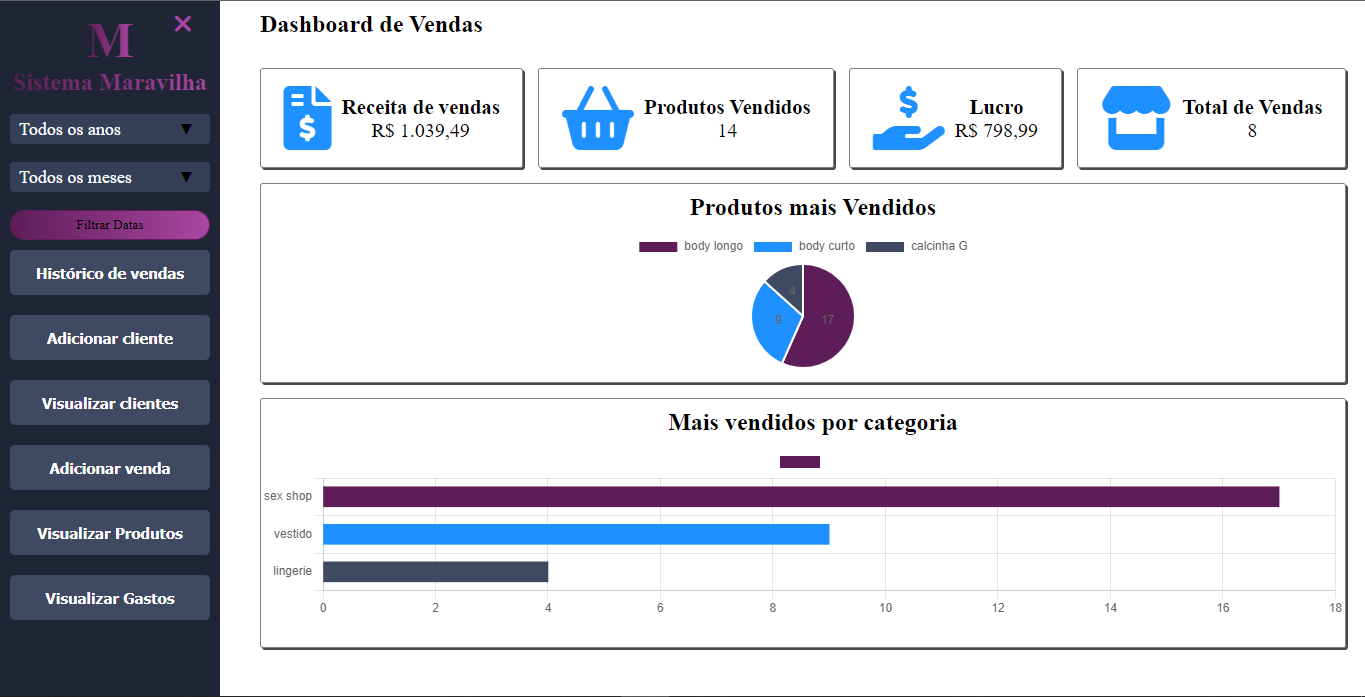 M
Sistema Maravilha
Todos os anos
Todos os meses
Filtrar Datas
Histórico de vendas
Adicionar cliente
Visualizar clientes
Adicionar venda
Visualizar Produtos
Visualizar Gastos
Dashboard de Vendas
Receita de vendas
R$ 1.039,49
Produtos Vendidos
14
Lucro
R$ 798,99
Total de Vendas
8
Produtos mais Vendidos
body longo body curto calcinha G
4
9 17
Mais vendidos por categoria
sex shop
vestido
lingerie
0 2 4 6 8 10 12 14 16 18